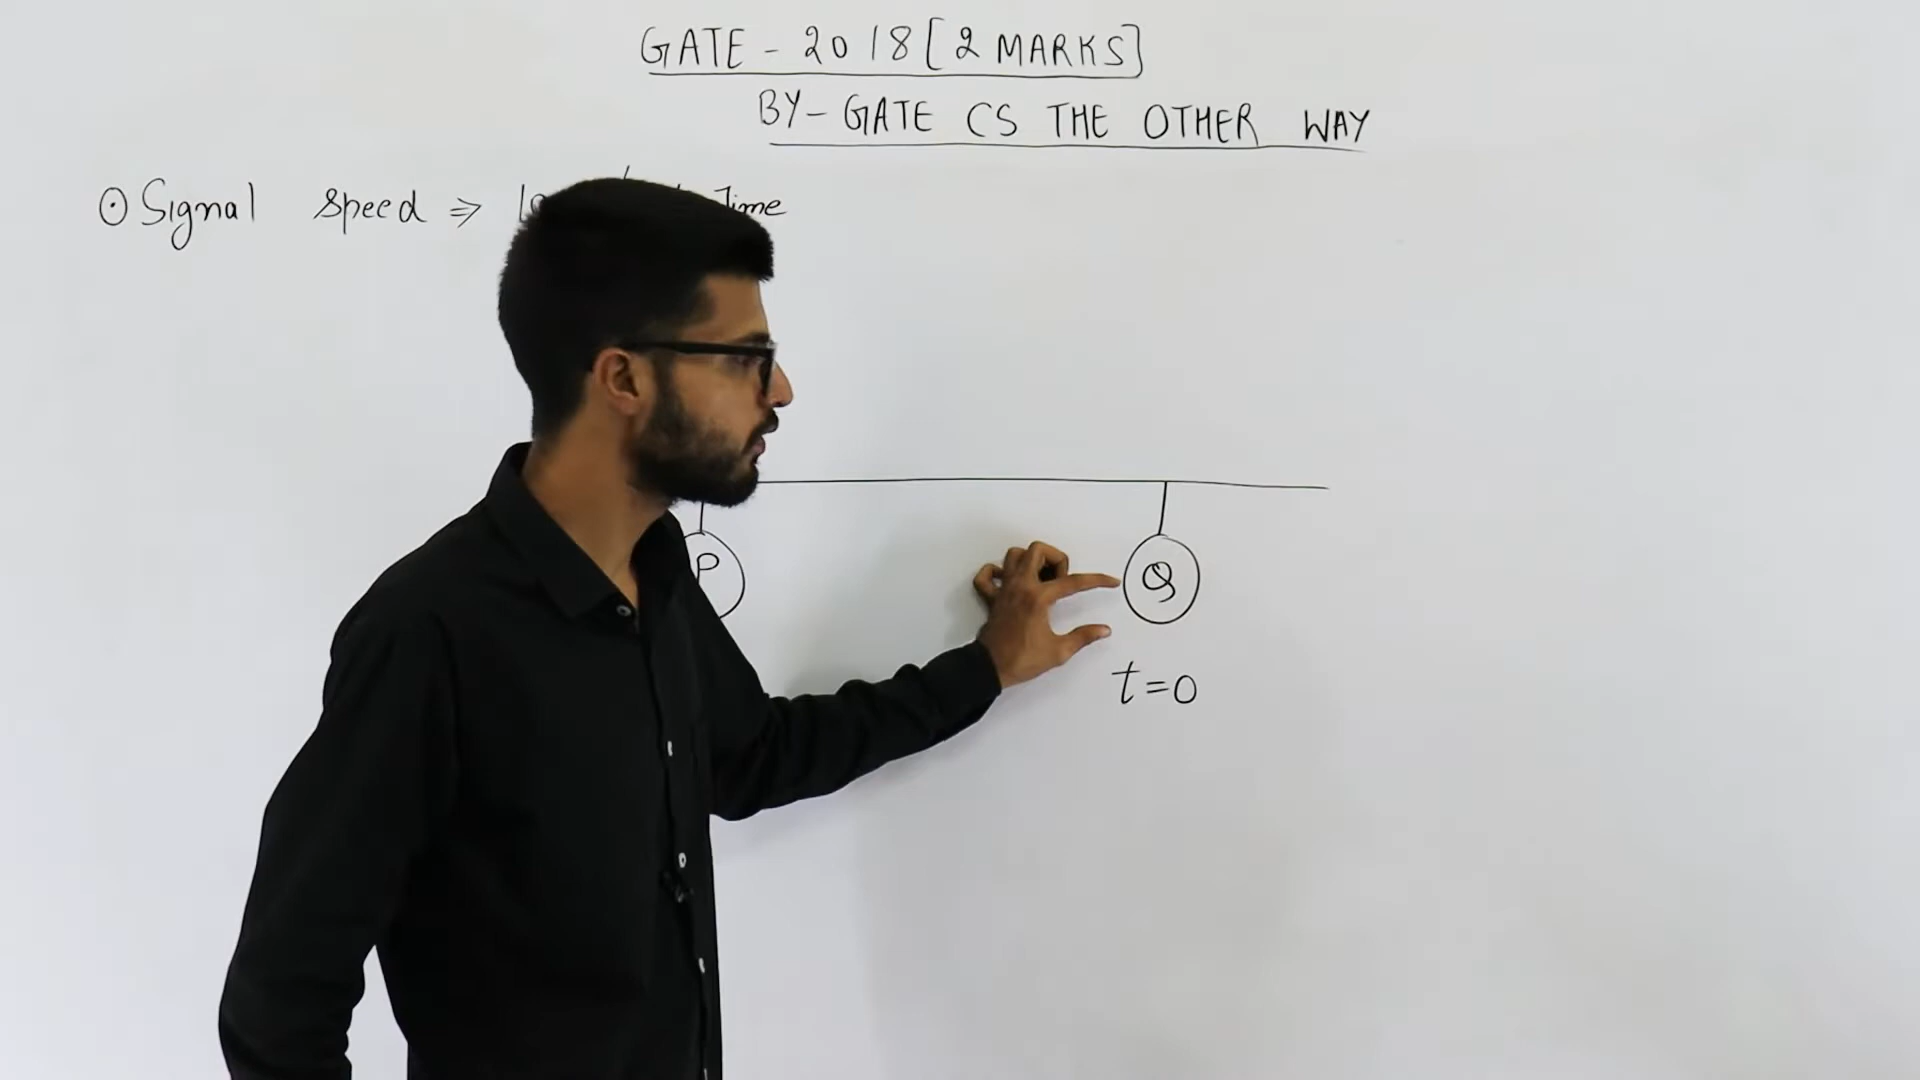 GATE - 2018 [2 MARKS]
BY - GATE CS THE OTHER WAY
⊙ Signal speed ⇒ Time
P
Q
t=0